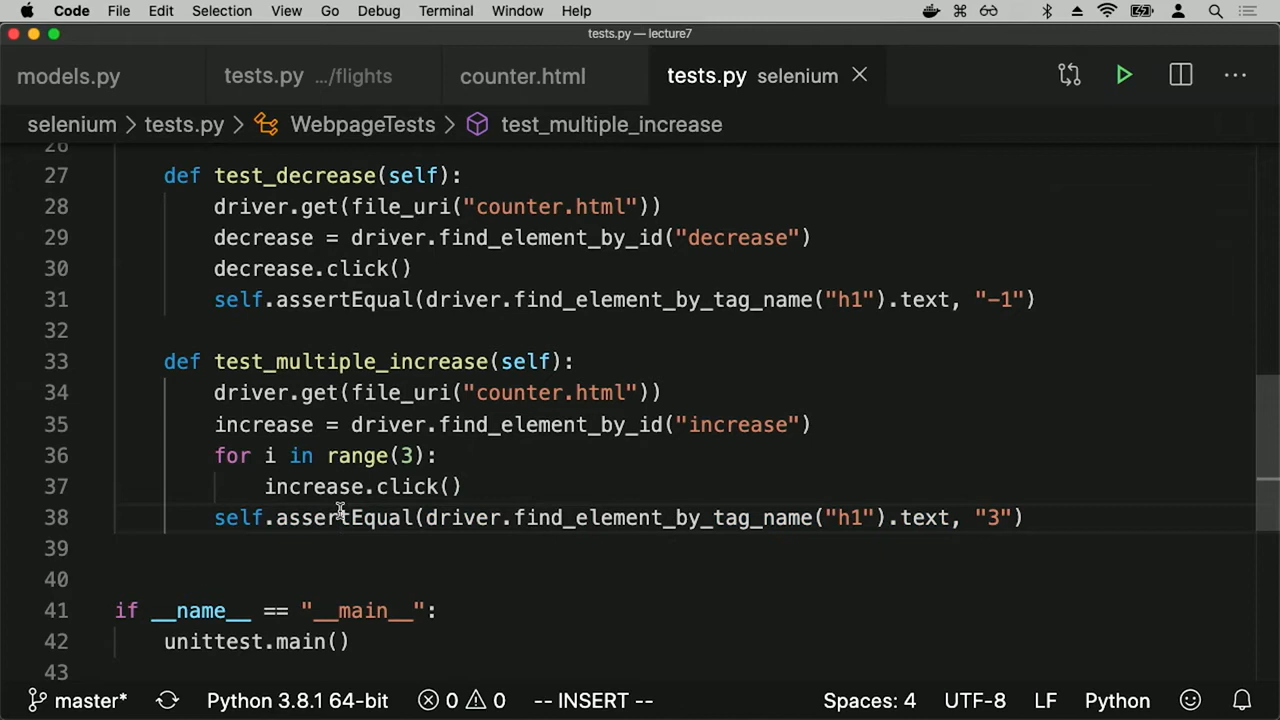 Code File Edit Selection View Go Debug Terminal Window Help
tests.py — lecture7
models.py tests.py .../flights counter.html tests.py selenium
selenium > tests.py > WebpageTests > test_multiple_increase
26
27 def test_decrease(self):
28 driver.get(file_uri("counter.html"))
29 decrease = driver.find_element_by_id("decrease")
30 decrease.click()
31 self.assertEqual(driver.find_element_by_tag_name("h1").text, "-1")
32
33 def test_multiple_increase(self):
34 driver.get(file_uri("counter.html"))
35 increase = driver.find_element_by_id("increase")
36 for i in range(3):
37 increase.click()
38 self.assertEqual(driver.find_element_by_tag_name("h1").text, "3")
39
40
41 if __name__ == "__main__":
42 unittest.main()
43
master* Python 3.8.1 64-bit 0 0 -- INSERT -- Spaces: 4 UTF-8 LF Python